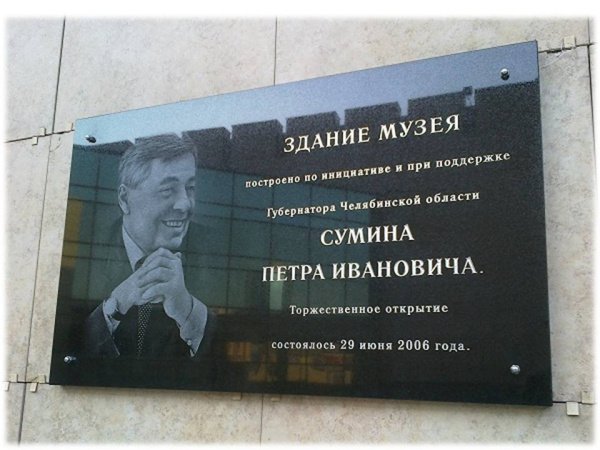 ЗДАНИЕ МУЗЕЯ
построено по инициативе и при поддержке
Губернатора Челябинской области
СУМИНА
ПЕТРА ИВАНОВИЧА.
Торжественное открытие
состоялось 29 июня 2006 года.